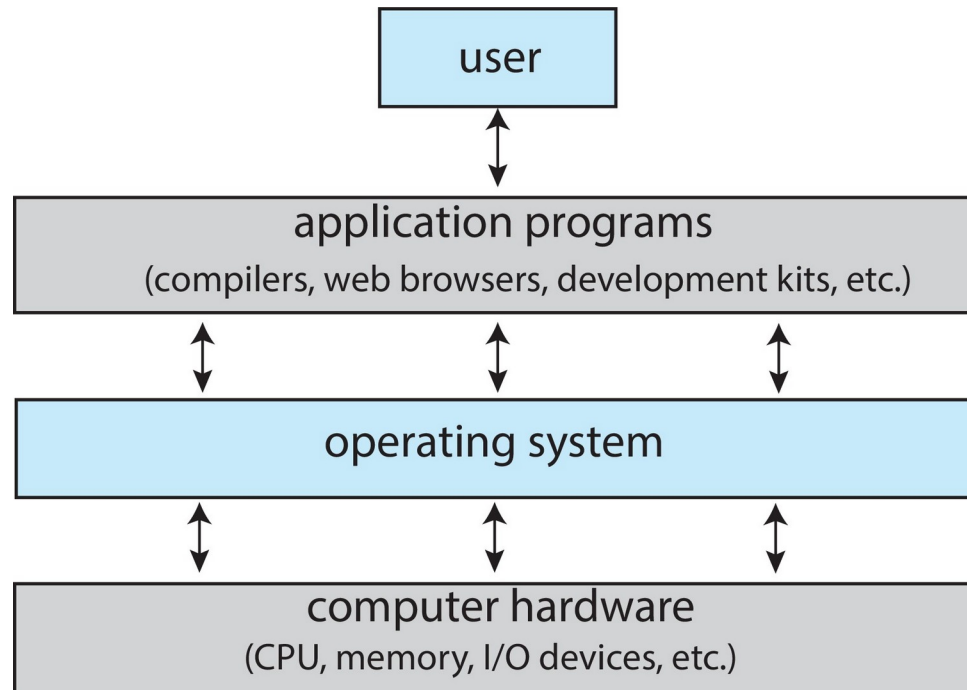 user
application programs
(compilers, web browsers, development kits, etc.)
operating system
computer hardware
(CPU, memory, I/O devices, etc.)